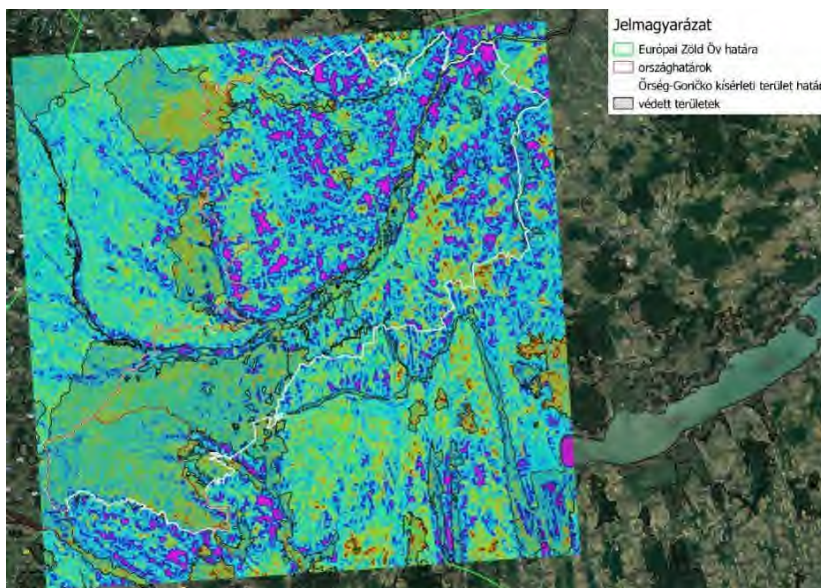 Jelmagyarázat
Európai Zöld Öv határa
országhatárok
Őrség-Goričko kísérleti terület határ
védett területek